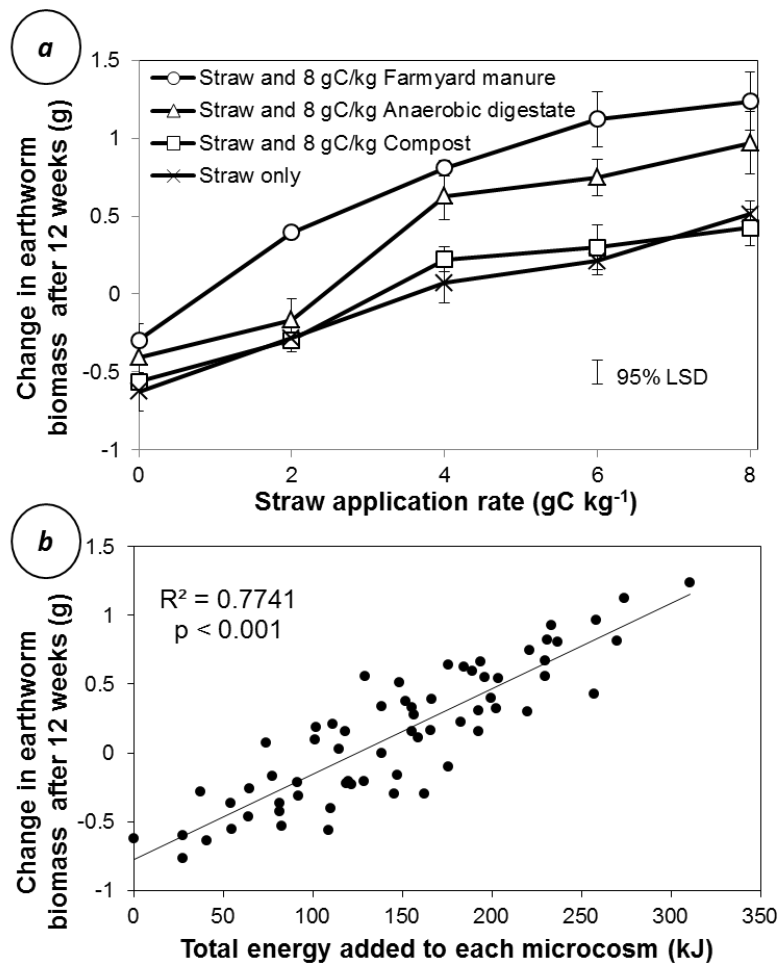 a
1.5
1
0.5
0
-0.5
-1
Change in earthworm
biomass after 12 weeks (g)
Straw and 8 gC/kg Farmyard manure
Straw and 8 gC/kg Anaerobic digestate
Straw and 8 gC/kg Compost
Straw only
95% LSD
0 2 4 6 8
Straw application rate (gC kg⁻¹)
b
1.5
1
0.5
0
-0.5
-1
Change in earthworm
biomass after 12 weeks (g)
R² = 0.7741
p < 0.001
0 50 100 150 200 250 300 350
Total energy added to each microcosm (kJ)